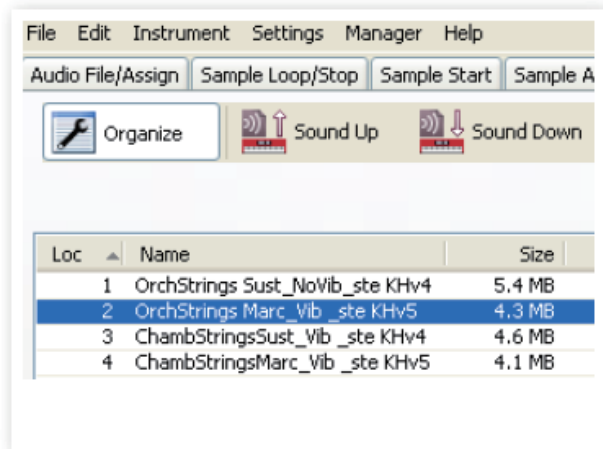 File Edit Instrument Settings Manager Help
Audio File/Assign Sample Loop/Stop Sample Start Sample A
Organize Sound Up Sound Down
Loc Name Size
1 OrchStrings Sust_NoVib_ste KHv4 5.4 MB
2 OrchStrings Marc_Vib _ste KHv5 4.3 MB
3 ChambStringsSust_Vib _ste KHv4 4.6 MB
4 ChambStringsMarc_Vib _ste KHv5 4.1 MB